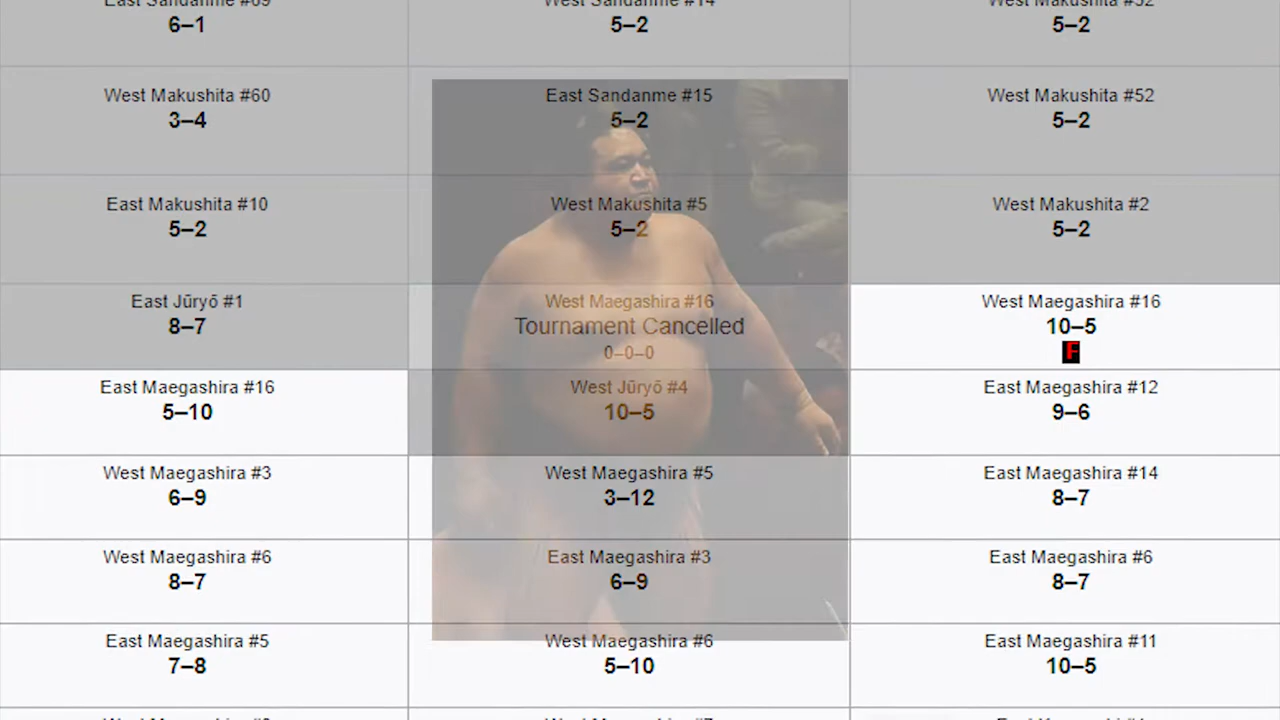 East Sandanme #69 West Sandanme #14 West Makushita #52
6–1 5–2 5–2
West Makushita #60 East Sandanme #15 West Makushita #52
3–4 5–2 5–2
East Makushita #10 West Makushita #5 West Makushita #2
5–2 5–2 5–2
East Jūryō #1 West Maegashira #16 West Maegashira #16
8–7 Tournament Cancelled 10–5
0–0–0 F
East Maegashira #16 West Jūryō #4 East Maegashira #12
5–10 10–5 9–6
West Maegashira #3 West Maegashira #5 East Maegashira #14
6–9 3–12 8–7
West Maegashira #6 East Maegashira #3 East Maegashira #6
8–7 6–9 8–7
East Maegashira #5 West Maegashira #6 East Maegashira #11
7–8 5–10 10–5